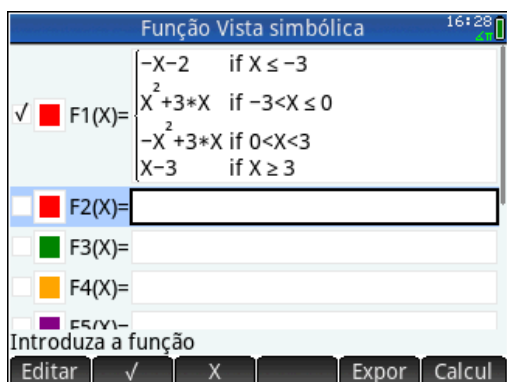 Função Vista simbólica 16:28
∡π
-X-2 if X ≤ -3
X²+3*X if -3<X ≤ 0
√ F1(X)=
-X²+3*X if 0<X<3
X-3 if X ≥ 3
F2(X)=
F3(X)=
F4(X)=
F5(X)=
Introduza a função
Editar √ X Expor Calcul